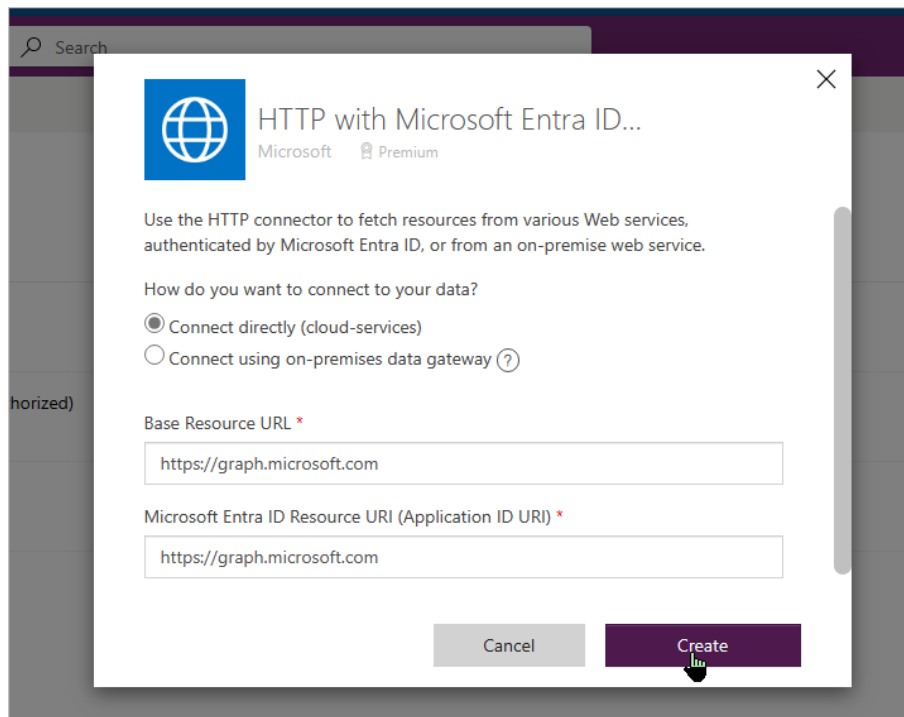 Search
HTTP with Microsoft Entra ID...
Microsoft Premium
Use the HTTP connector to fetch resources from various Web services,
authenticated by Microsoft Entra ID, or from an on-premise web service.
How do you want to connect to your data?
Connect directly (cloud-services)
Connect using on-premises data gateway ?
horized)
Base Resource URL *
https://graph.microsoft.com
Microsoft Entra ID Resource URI (Application ID URI) *
https://graph.microsoft.com
Cancel Create